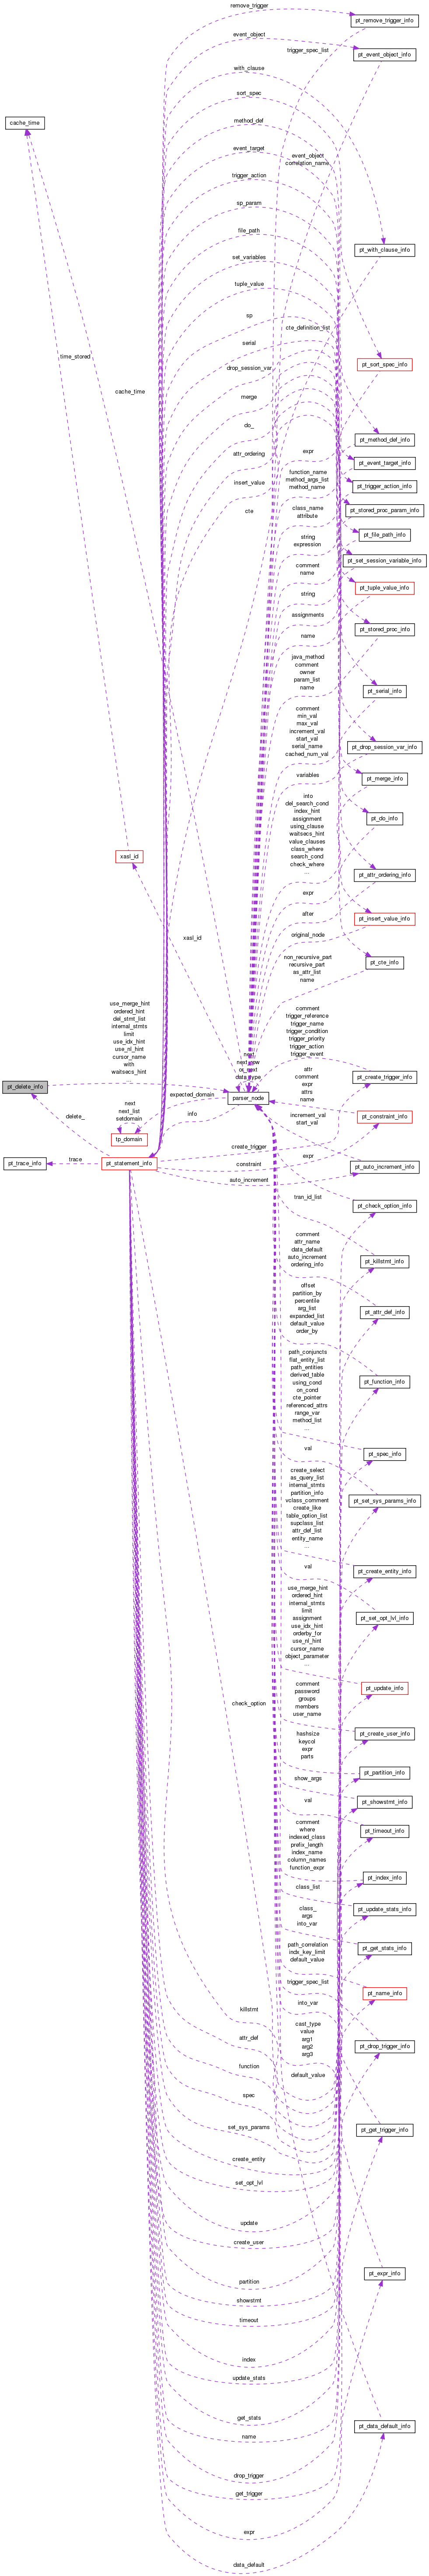 remove_trigger
pt_remove_trigger_info
event_object
trigger_spec_list
pt_event_object_info
with_clause
sort_spec
method_def
cache_time
event_target
event_object
correlation_name
trigger_action
sp_param
file_path
pt_with_clause_info
set_variables
tuple_value
sp
cte_definition_list
serial
time_stored
drop_session_var
pt_sort_spec_info
cache_time
merge
do_
pt_method_def_info
attr_ordering
expr
pt_event_target_info
function_name
method_args_list
method_name
insert_value
pt_trigger_action_info
cte
class_name
attribute
pt_stored_proc_param_info
string
expression
pt_file_path_info
pt_set_session_variable_info
comment
name
pt_tuple_value_info
string
assignments
pt_stored_proc_info
name
java_method
comment
owner
param_list
name
pt_serial_info
comment
min_val
max_val
increment_val
start_val
serial_name
cached_num_val
pt_drop_session_var_info
variables
pt_merge_info
into
del_search_cond
index_hint
assignment
using_clause
waitsecs_hint
value_clauses
class_where
search_cond
check_where
...
pt_do_info
xasl_id
pt_attr_ordering_info
expr
after
pt_insert_value_info
xasl_id
original_node
pt_cte_info
non_recursive_part
recursive_part
as_attr_list
name
use_merge_hint
ordered_hint
del_stmt_list
internal_stmts
limit
use_idx_hint
use_nl_hint
cursor_name
with
waitsecs_hint
next
next_row
or_next
data_type
comment
trigger_reference
trigger_name
trigger_condition
trigger_priority
trigger_action
trigger_event
pt_create_trigger_info
pt_delete_info
expected_domain
parser_node
attr
comment
expr
attrs
name
next
next_list
setdomain
info
delete_
pt_constraint_info
tp_domain
increment_val
start_val
create_trigger
expr
trace
pt_trace_info
pt_statement_info
constraint
pt_auto_increment_info
auto_increment
tran_id_list
pt_check_option_info
comment
attr_name
data_default
auto_increment
ordering_info
pt_killstmt_info
offset
partition_by
percentile
arg_list
expanded_list
default_value
order_by
pt_attr_def_info
path_conjuncts
flat_entity_list
path_entities
derived_table
using_cond
on_cond
cte_pointer
referenced_attrs
range_var
method_list
...
pt_function_info
val
pt_spec_info
create_select
as_query_list
internal_stmts
partition_info
vclass_comment
create_like
table_option_list
supclass_list
attr_def_list
entity_name
...
pt_set_sys_params_info
val
pt_create_entity_info
use_merge_hint
ordered_hint
internal_stmts
limit
assignment
use_idx_hint
orderby_for
use_nl_hint
cursor_name
object_parameter
...
pt_set_opt_lvl_info
pt_update_info
check_option
comment
password
groups
members
user_name
pt_create_user_info
hashsize
keycol
expr
parts
pt_partition_info
show_args
pt_showstmt_info
val
pt_timeout_info
comment
where
indexed_class
prefix_length
index_name
column_names
function_expr
pt_index_info
class_list
pt_update_stats_info
class_
args
into_var
pt_get_stats_info
path_correlation
indx_key_limit
default_value
pt_name_info
trigger_spec_list
into_var
killstmt
cast_type
value
arg1
arg2
arg3
pt_drop_trigger_info
attr_def
function
default_value
spec
pt_get_trigger_info
set_sys_params
create_entity
pt_expr_info
set_opt_lvl
update
create_user
partition
showstmt
timeout
pt_data_default_info
index
update_stats
get_stats
name
drop_trigger
get_trigger
expr
data_default